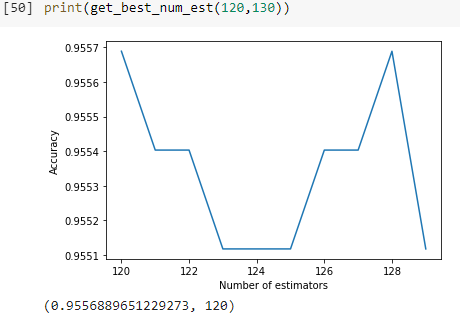 [50] print(get_best_num_est(120,130))
0.9557
0.9556
0.9555
0.9554
0.9553
0.9552
0.9551
Accuracy
120 122 124 126 128
Number of estimators
(0.9556889651229273, 120)